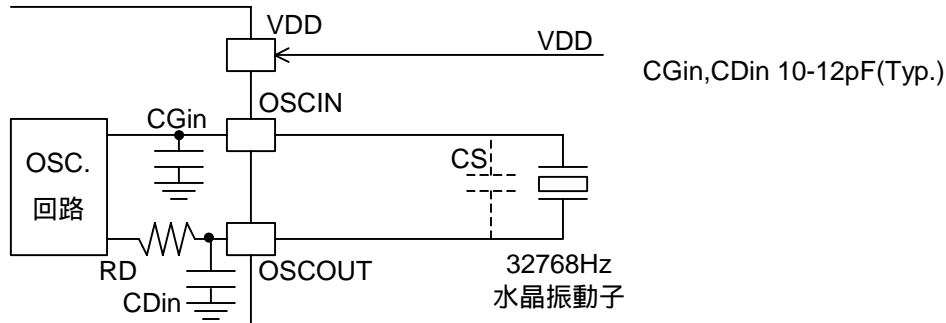 VDD
VDD
CGin,CDin 10-12pF(Typ.)
OSCIN
CGin
OSC.
回路
CS
RD
OSCOUT
CDin
32768Hz
水晶振動子